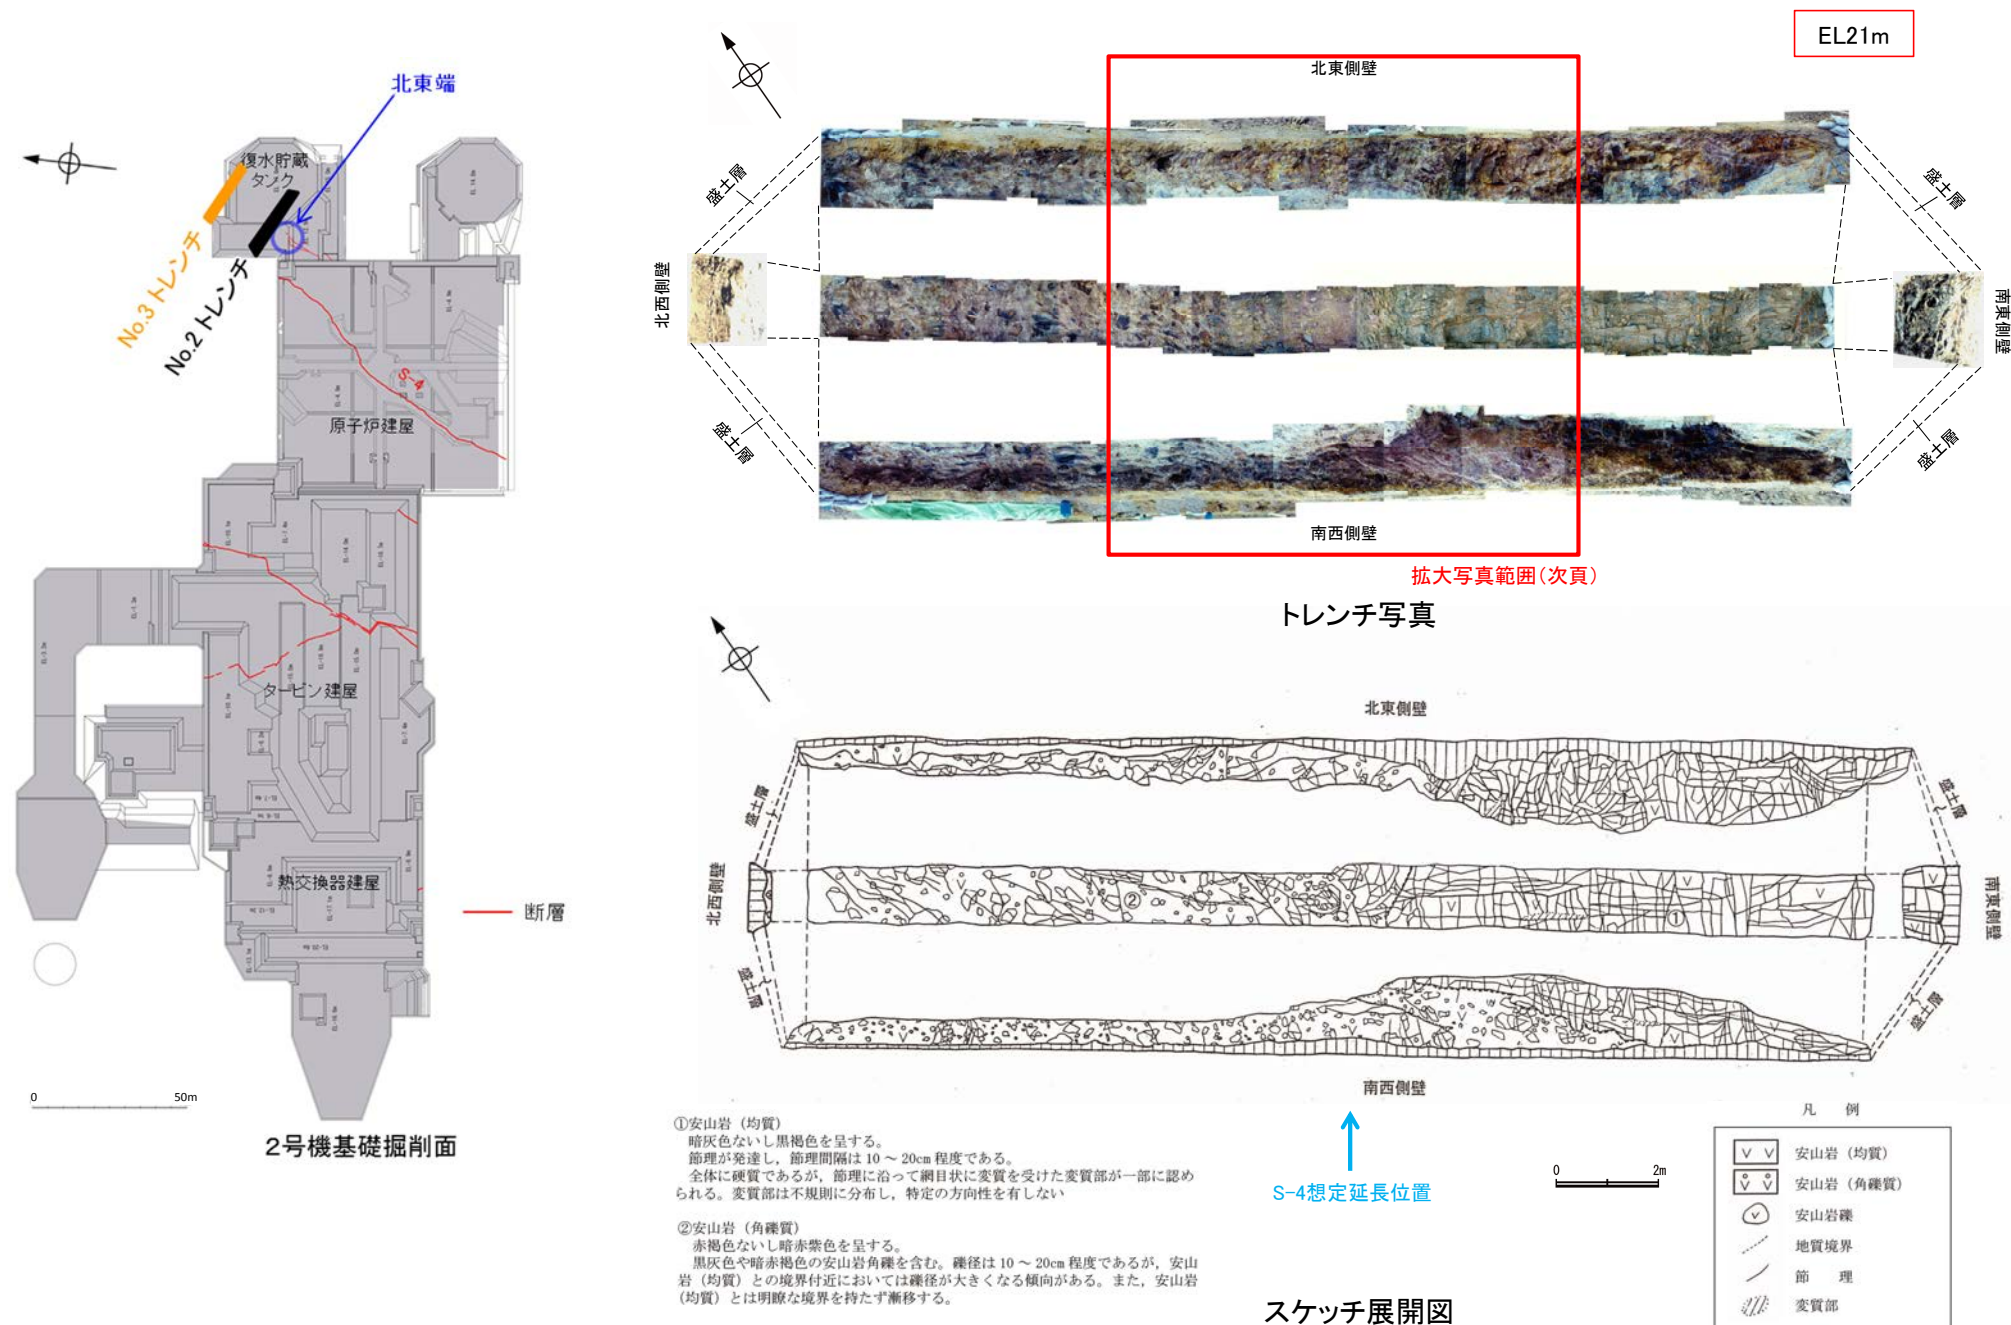 EL21m
北東端
復水貯蔵
タンク
No.3トレンチ
No.2トレンチ
S-4
原子炉建屋
タービン建屋
熱交換器建屋
断層
0
50m
2号機基礎掘削面
北東側壁
盛土層
盛土層
北西側壁
南東側壁
盛土層
盛土層
南西側壁
拡大写真範囲(次頁)
トレンチ写真
北東側壁
盛土層
盛土層
北西側壁
②
①
南東側壁
盛土層
盛土層
南西側壁
S-4想定延長位置
0
2m
①安山岩（均質）
暗灰色ないし黒褐色を呈する。
節理が発達し，節理間隔は 10 ～ 20cm 程度である。
全体に硬質であるが，節理に沿って網目状に変質を受けた変質部が一部に認め
られる。変質部は不規則に分布し，特定の方向性を有しない
②安山岩（角礫質）
赤褐色ないし暗赤紫色を呈する。
黒灰色や暗赤褐色の安山岩角礫を含む。礫径は 10 ～ 20cm 程度であるが，安山
岩（均質）との境界付近においては礫径が大きくなる傾向がある。また，安山岩
（均質）とは明瞭な境界を持たず漸移する。
スケッチ展開図
凡　例
安山岩（均質）
安山岩（角礫質）
安山岩礫
地質境界
節　理
変質部